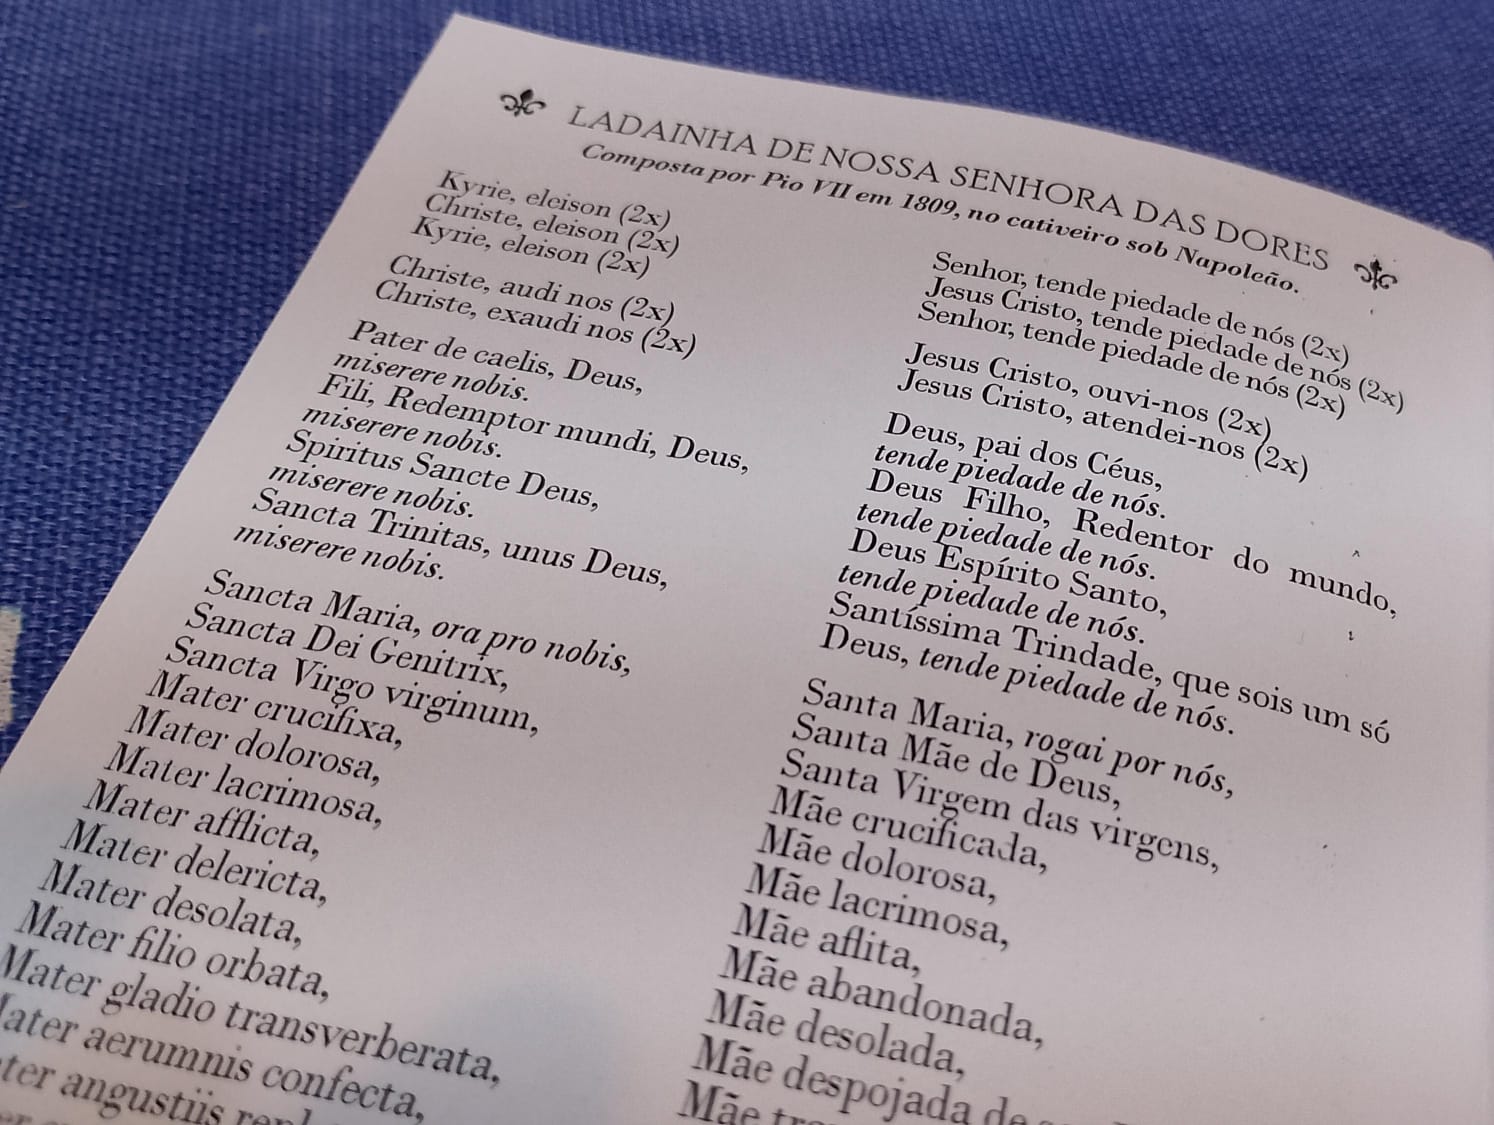 LADAINHA DE NOSSA SENHORA DAS DORES
Composta por Pio VII em 1809, no cativeiro sob Napoleão.
Kyrie, eleison (2x)
Christe, eleison (2x)
Kyrie, eleison (2x)
Christe, audi nos (2x)
Christe, exaudi nos (2x)
Pater de caelis, Deus,
miserere nobis.
Fili, Redemptor mundi, Deus,
miserere nobis.
Spiritus Sancte Deus,
miserere nobis.
Sancta Trinitas, unus Deus,
miserere nobis.
Sancta Maria, ora pro nobis,
Sancta Dei Genitrix,
Sancta Virgo virginum,
Mater crucifixa,
Mater dolorosa,
Mater lacrimosa,
Mater afflicta,
Mater delericta,
Mater desolata,
Mater filio orbata,
Mater gladio transverberata,
aerumnis confecta,
angustiis
Senhor, tende piedade de nós (2x)
Jesus Cristo, tende piedade de nós (2x)
Senhor, tende piedade de nós (2x)
Jesus Cristo, ouvi-nos (2x)
Jesus Cristo, atendei-nos (2x)
Deus, pai dos Céus,
tende piedade de nós.
Deus Filho, Redentor do mundo,
tende piedade de nós.
Deus Espírito Santo,
tende piedade de nós.
Santíssima Trindade, que sois um só
Deus, tende piedade de nós.
Santa Maria, rogai por nós,
Santa Mãe de Deus,
Santa Virgem das virgens,
Mãe crucificada,
Mãe dolorosa,
Mãe lacrimosa,
Mãe aflita,
Mãe abandonada,
Mãe desolada,
Mãe despojada de
Mãe